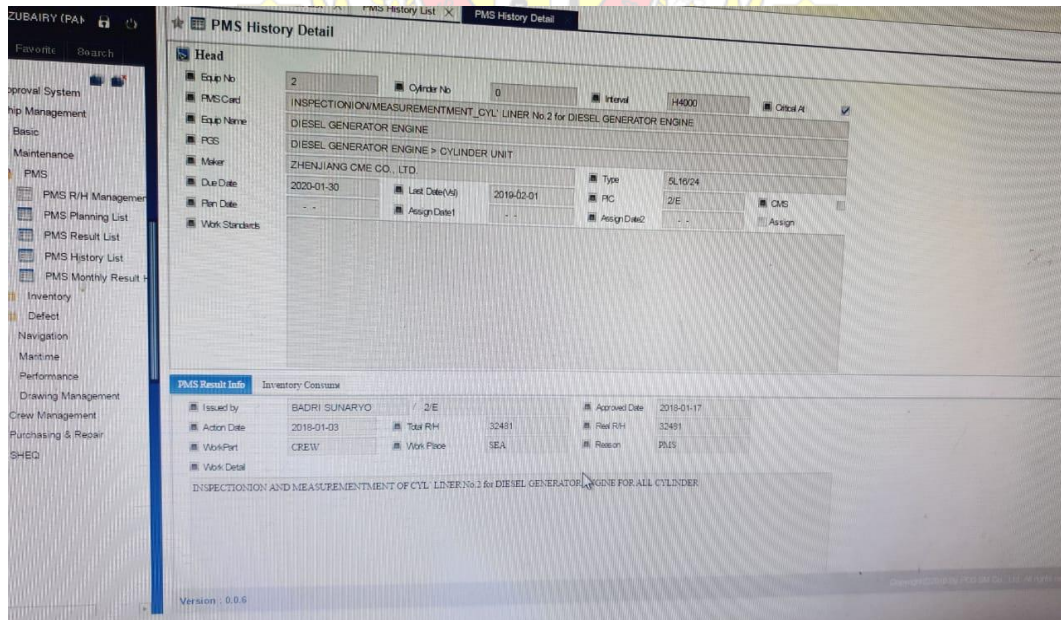 ZUBAIRY (PAN
PMS History List
PMS History Detail
Favorite Search
PMS History Detail
Head
Equip No 2 Cylinder No 0 Interval H4000 Critical At
PMS Card INSPECTIONION/MEASUREMENTMENT_CYL' LINER No.2 for DIESEL GENERATOR ENGINE
Equip Name DIESEL GENERATOR ENGINE
PGS DIESEL GENERATOR ENGINE > CYLINDER UNIT
Maker ZHENJIANG CME CO., LTD. Type 5L16/24
Due Date 2020-01-30 Last Date(Vsl) 2019-02-01 PIC 2/E CMS
Plan Date - - Assign Date1 - - Assign Date2 - - Assign
Work Standards
pproval System
hip Management
Basic
Maintenance
PMS
PMS R/H Managemen
PMS Planning List
PMS Result List
PMS History List
PMS Monthly Result H
Inventory
Defect
Navigation
Maritime
Performance
Drawing Management
Crew Management
Purchasing & Repair
SHEQ
PMS Result Info Inventory Consume
Issued by BADRI SUNARYO / 2/E Approved Date 2018-01-17
Action Date 2018-01-03 Total R/H 32481 Real R/H 32481
Work Part CREW Work Place SEA Reason PMS
Work Detail
INSPECTIONION AND MEASUREMENTMENT OF CYL' LINER No.2 for DIESEL GENERATOR ENGINE FOR ALL CYLINDER
Version : 0.0.6